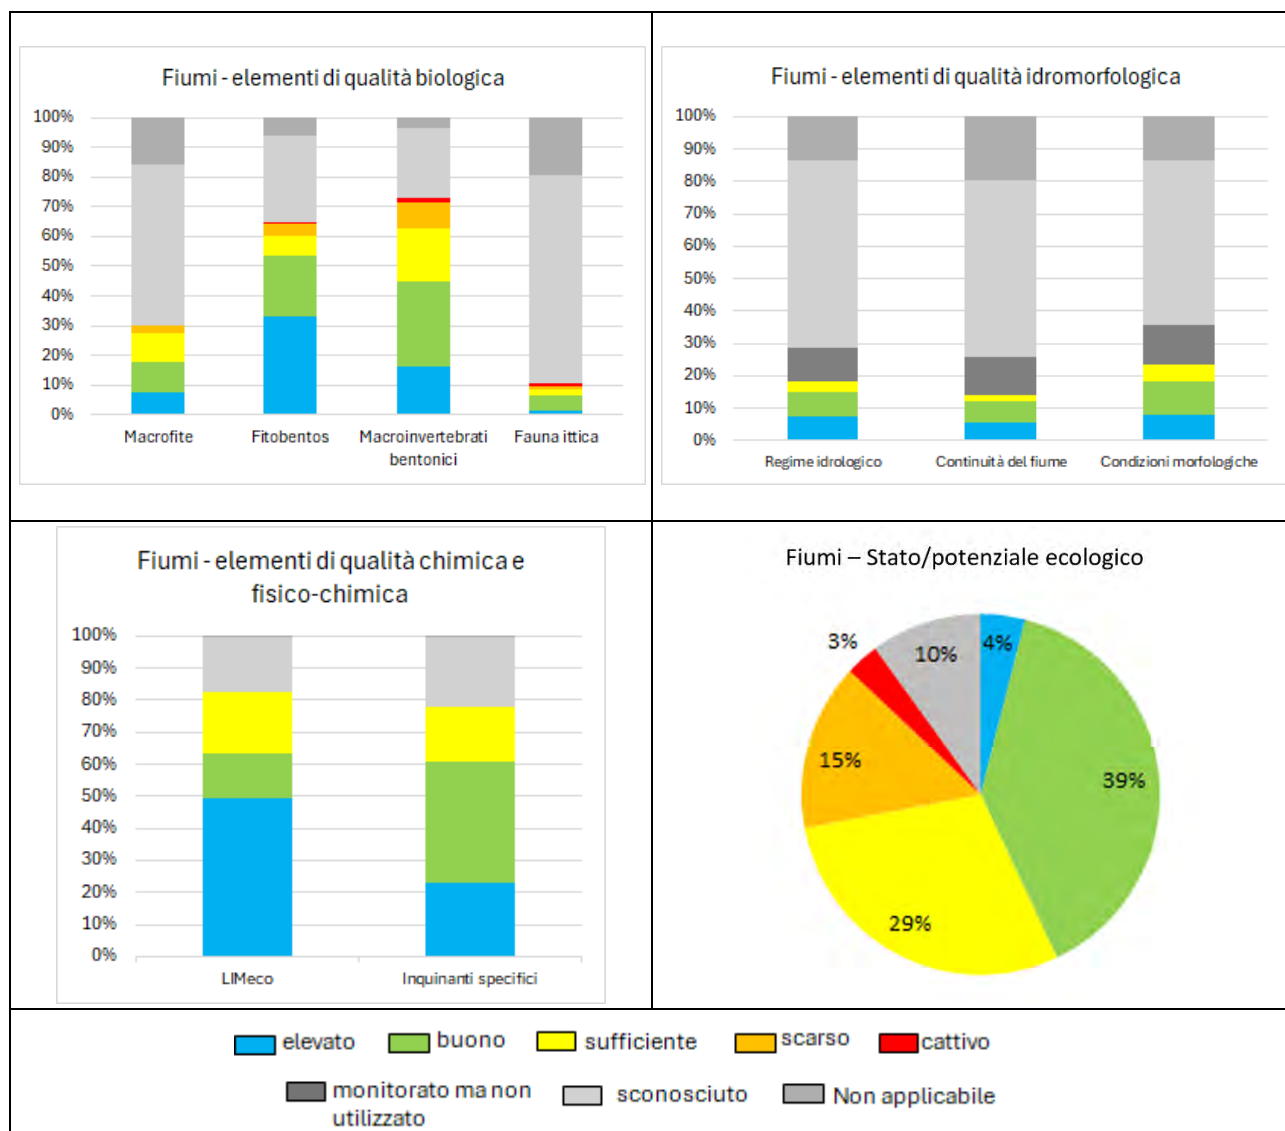 Fiumi - elementi di qualità biologica
100%
90%
80%
70%
60%
50%
40%
30%
20%
10%
0%
Macrofite
Fitobentos
Macroinvertebrati
bentonici
Fauna ittica
Fiumi - elementi di qualità idromorfologica
100%
90%
80%
70%
60%
50%
40%
30%
20%
10%
0%
Regime idrologico
Continuità del fiume
Condizioni morfologiche
Fiumi - elementi di qualità chimica e
fisico-chimica
100%
90%
80%
70%
60%
50%
40%
30%
20%
10%
0%
LIMeco
Inquinanti specifici
Fiumi – Stato/potenziale ecologico
4%
39%
29%
15%
3%
10%
elevato
buono
sufficiente
scarso
cattivo
monitorato ma non
utilizzato
sconosciuto
Non applicabile